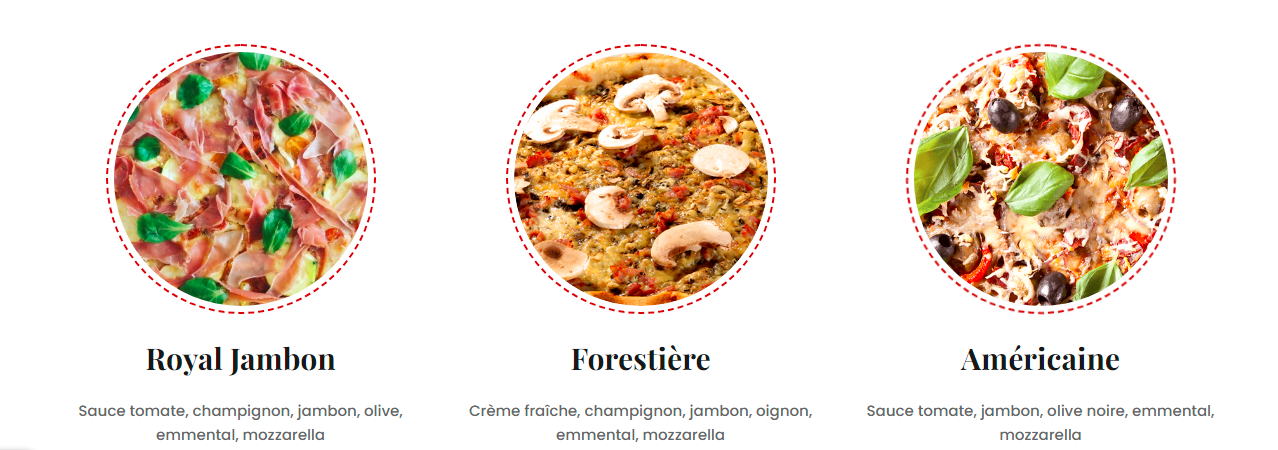 Royal Jambon
Sauce tomate, champignon, jambon, olive,
emmental, mozzarella
Forestière
Crème fraîche, champignon, jambon, oignon,
emmental, mozzarella
Américaine
Sauce tomate, jambon, olive noire, emmental,
mozzarella